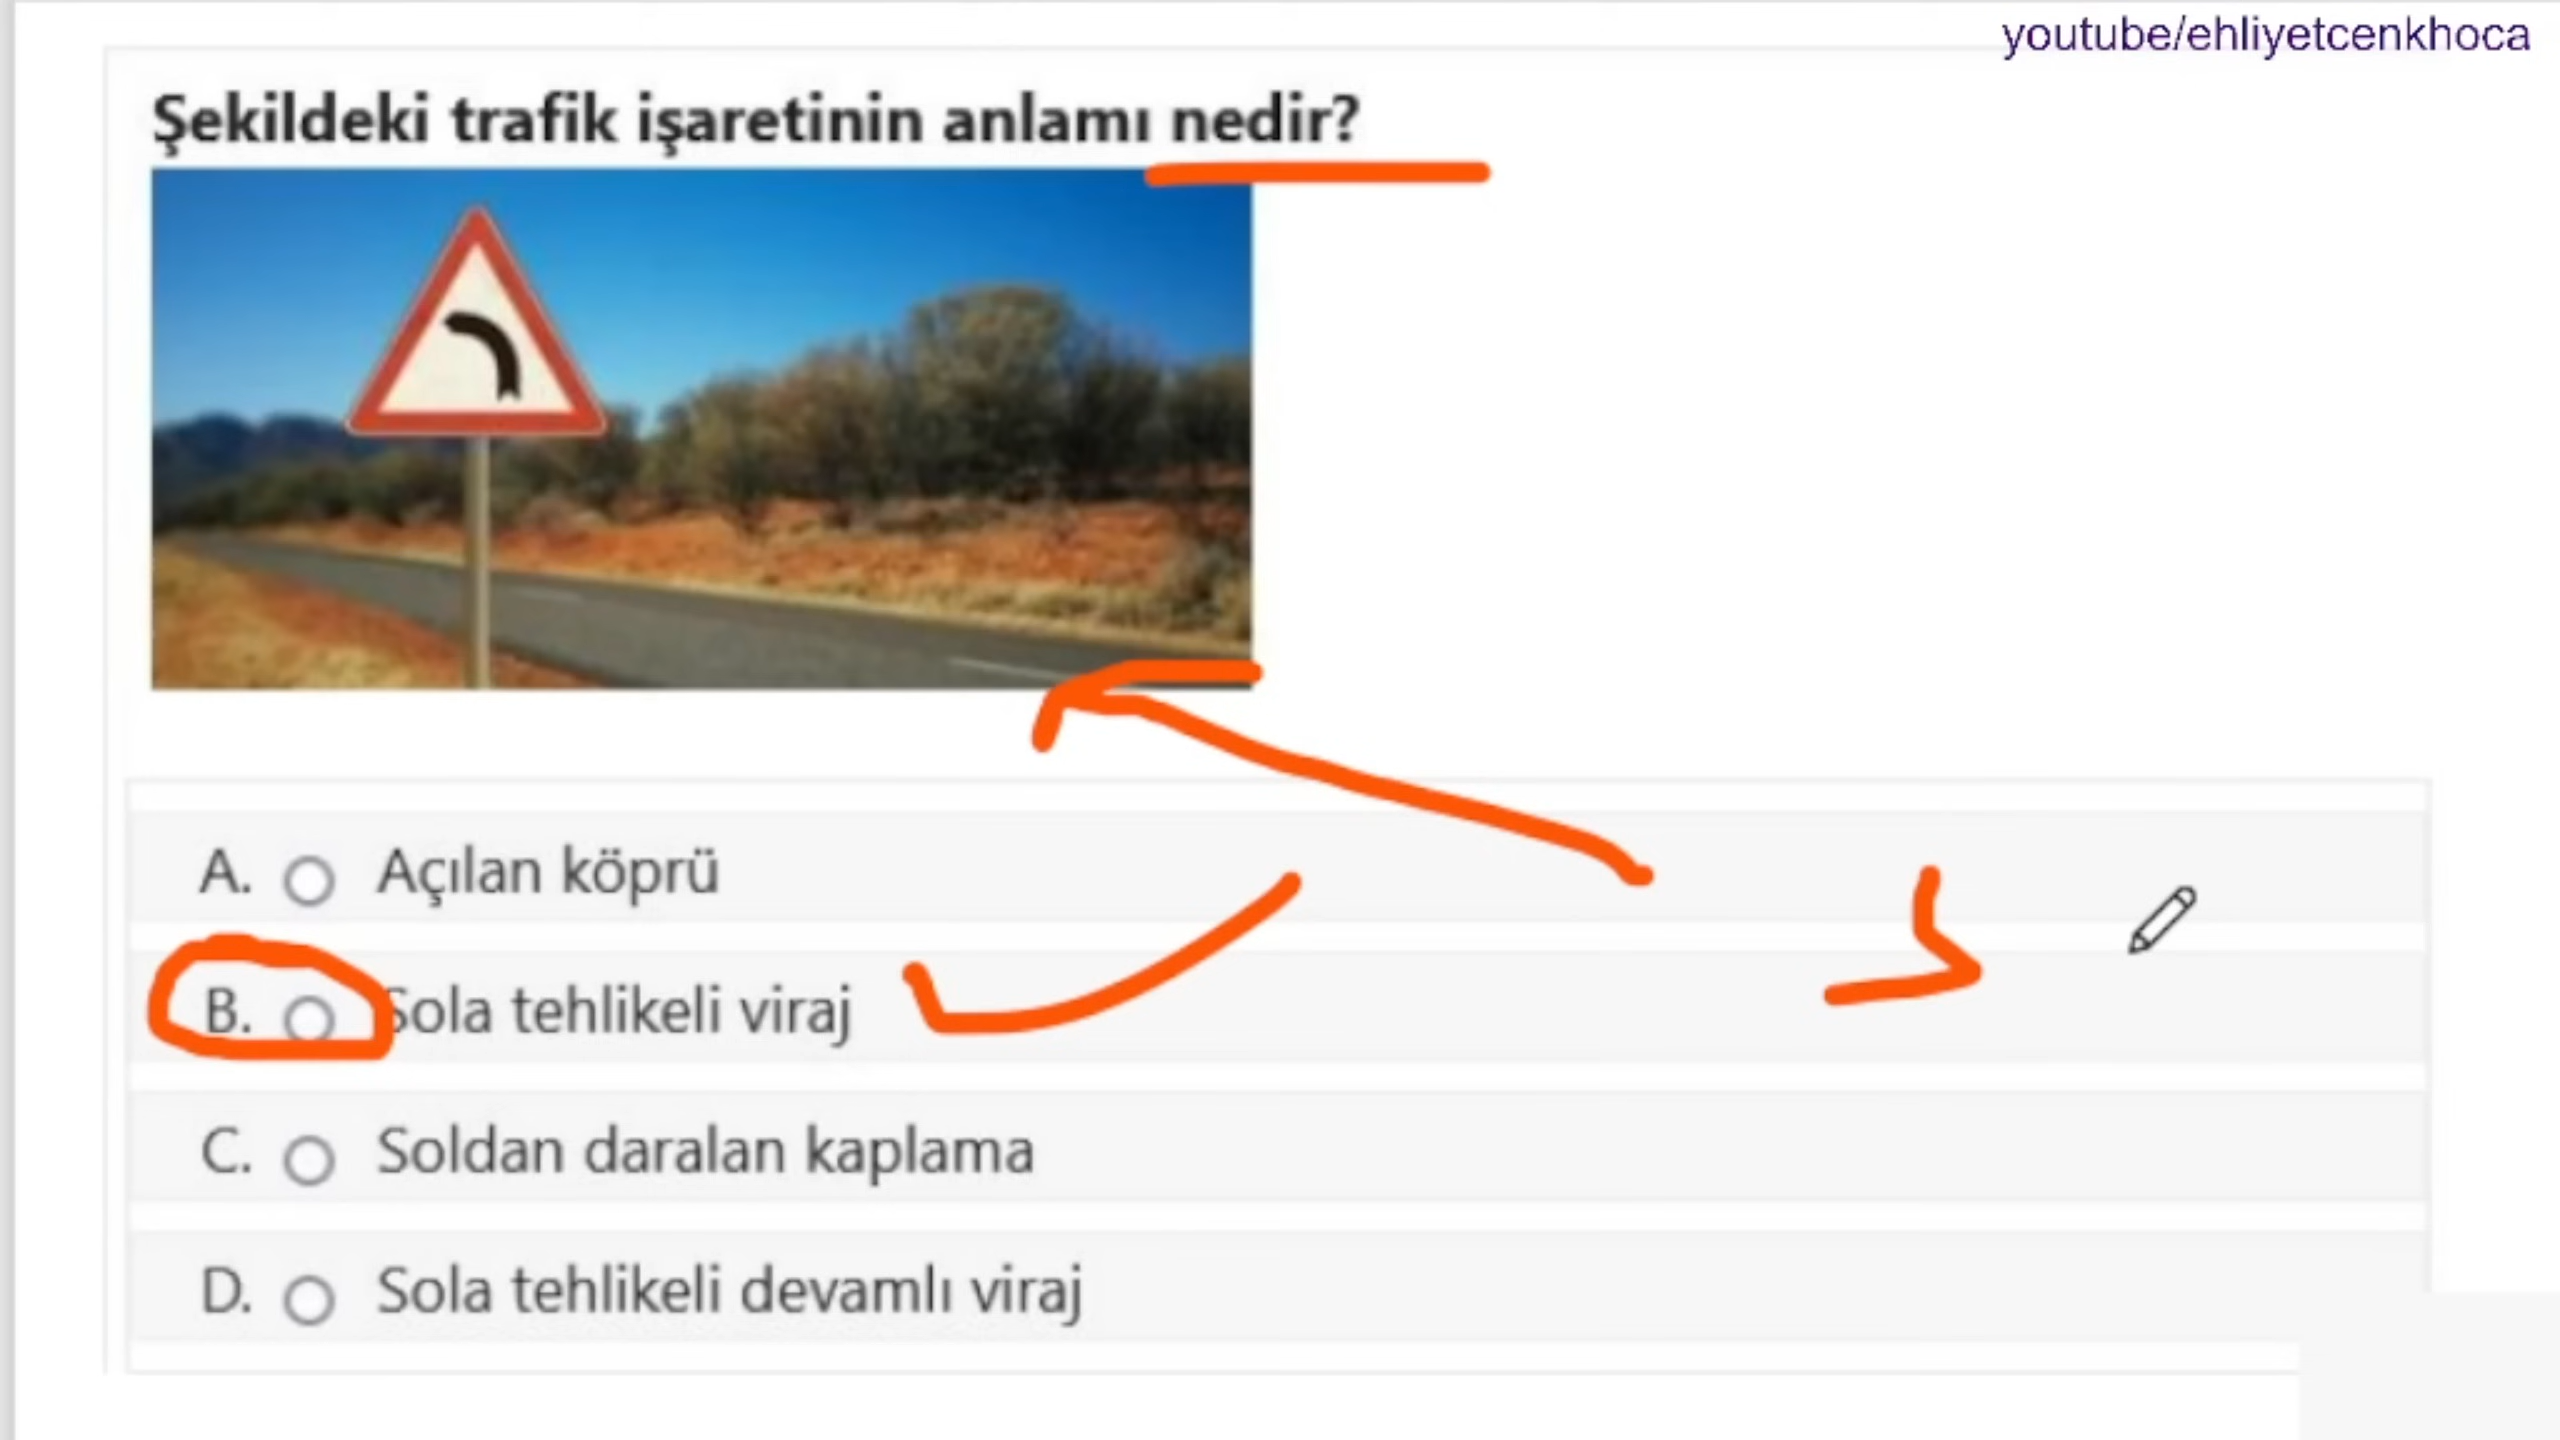 youtube/ehliyetcenkhoca
Şekildeki trafik işaretinin anlamı nedir?
A. Açılan köprü
B. Sola tehlikeli viraj
C. Soldan daralan kaplama
D. Sola tehlikeli devamlı viraj